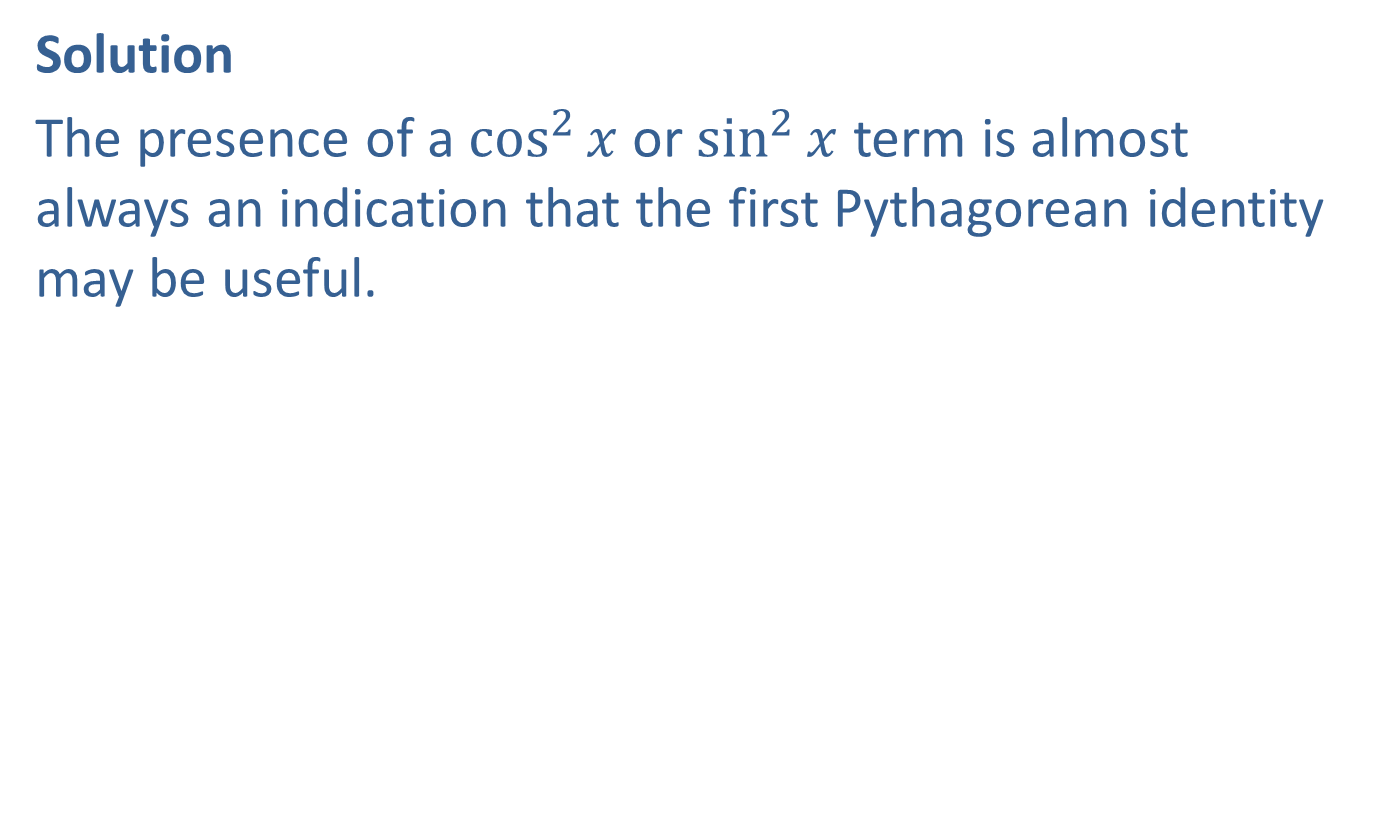 Solution
The presence of a cos² x or sin² x term is almost
always an indication that the first Pythagorean identity
may be useful.